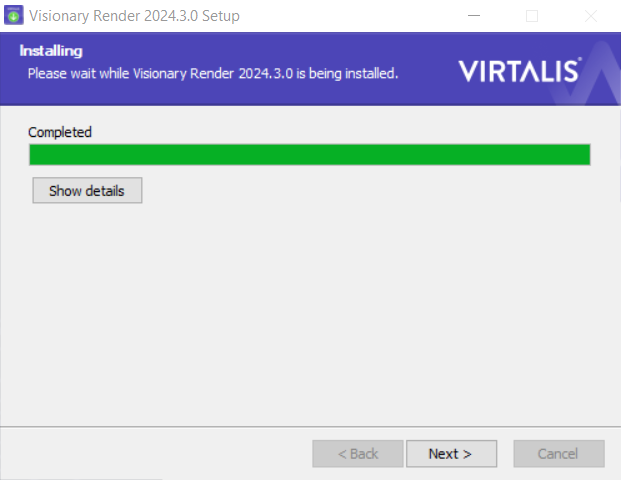 Visionary Render 2024.3.0 Setup
Installing
Please wait while Visionary Render 2024.3.0 is being installed.
VIRTALIS®
Completed
Show details
< Back
Next >
Cancel